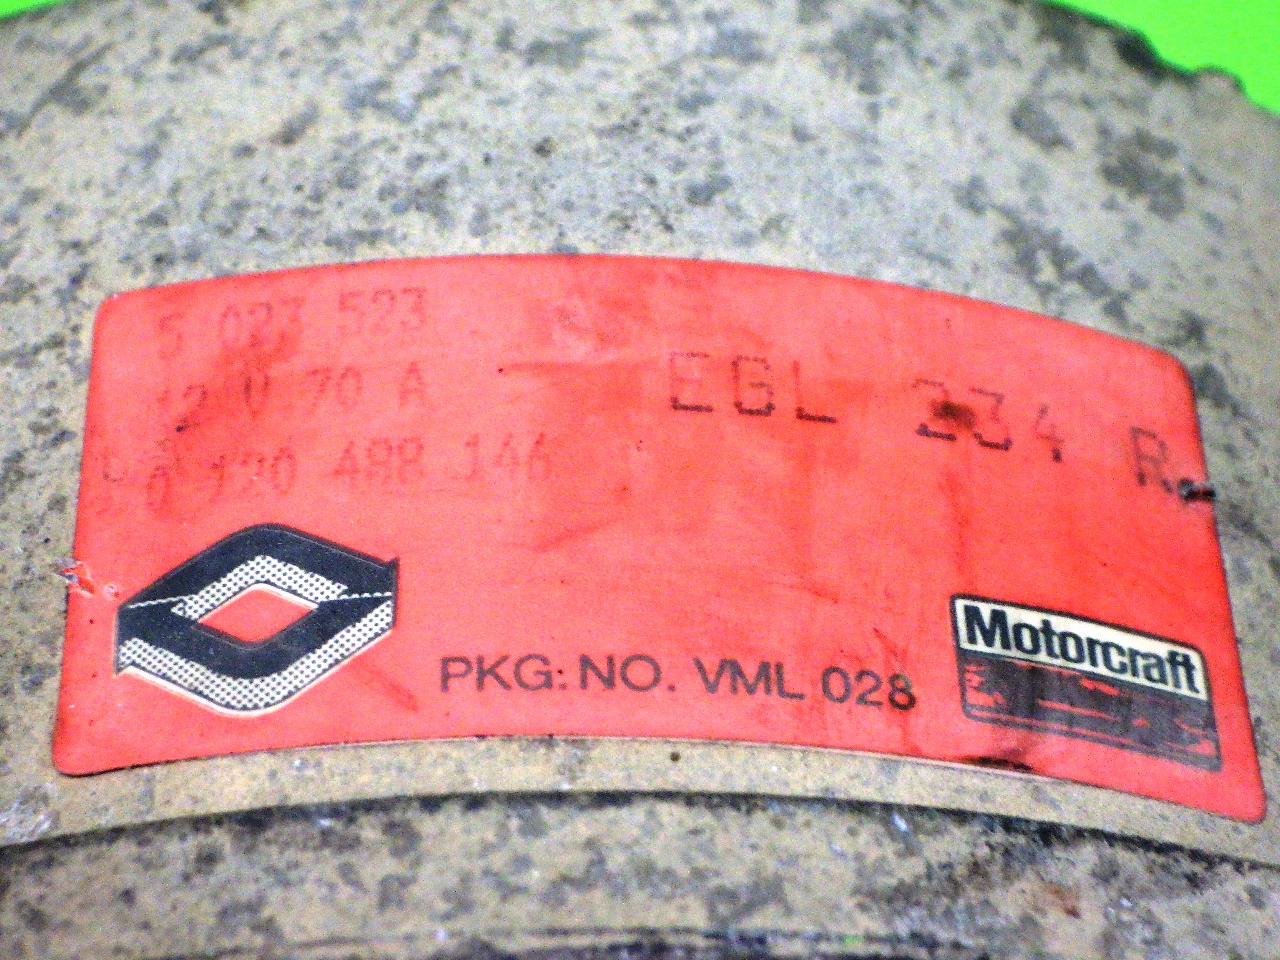 5 023 523
12 V 70 A
0 120 488 146
EGL 234 R
PKG: NO. VML 028
Motorcraft